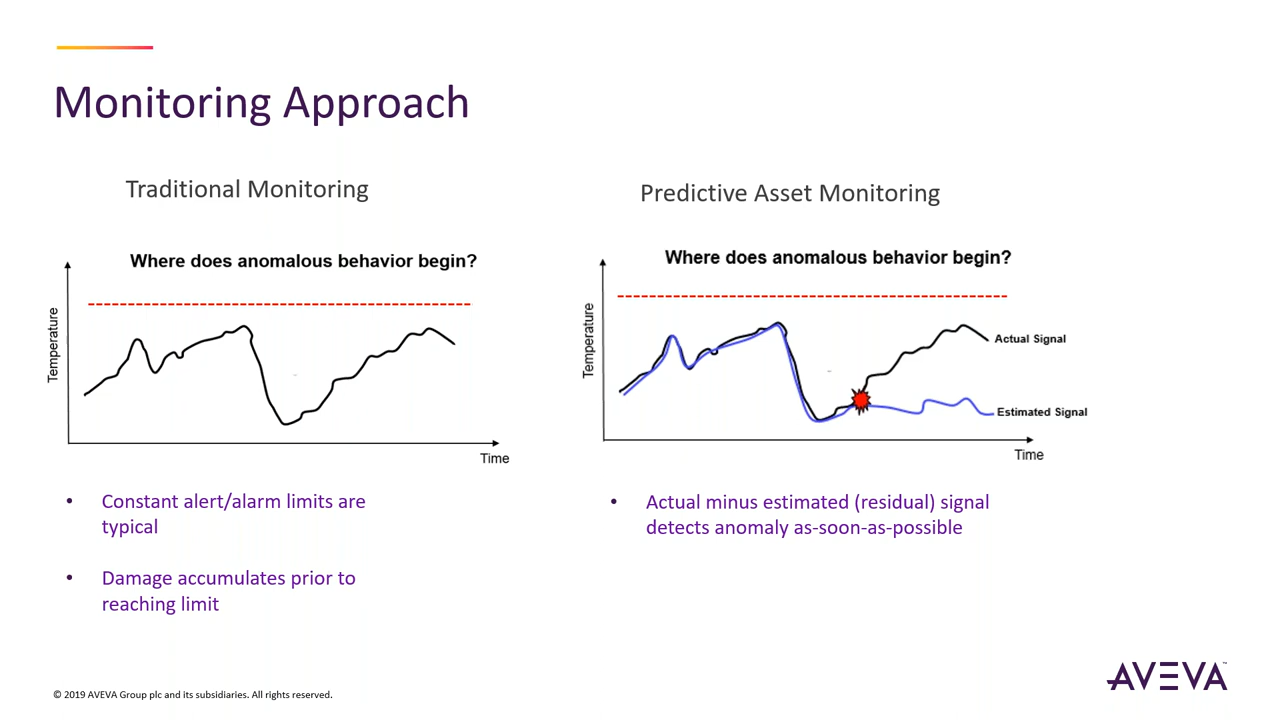 Monitoring Approach
Traditional Monitoring
Where does anomalous behavior begin?
Temperature
Time
• Constant alert/alarm limits are
typical
• Damage accumulates prior to
reaching limit
Predictive Asset Monitoring
Where does anomalous behavior begin?
Temperature
Actual Signal
Estimated Signal
Time
• Actual minus estimated (residual) signal
detects anomaly as-soon-as-possible
© 2019 AVEVA Group plc and its subsidiaries. All rights reserved.
AVEVA™